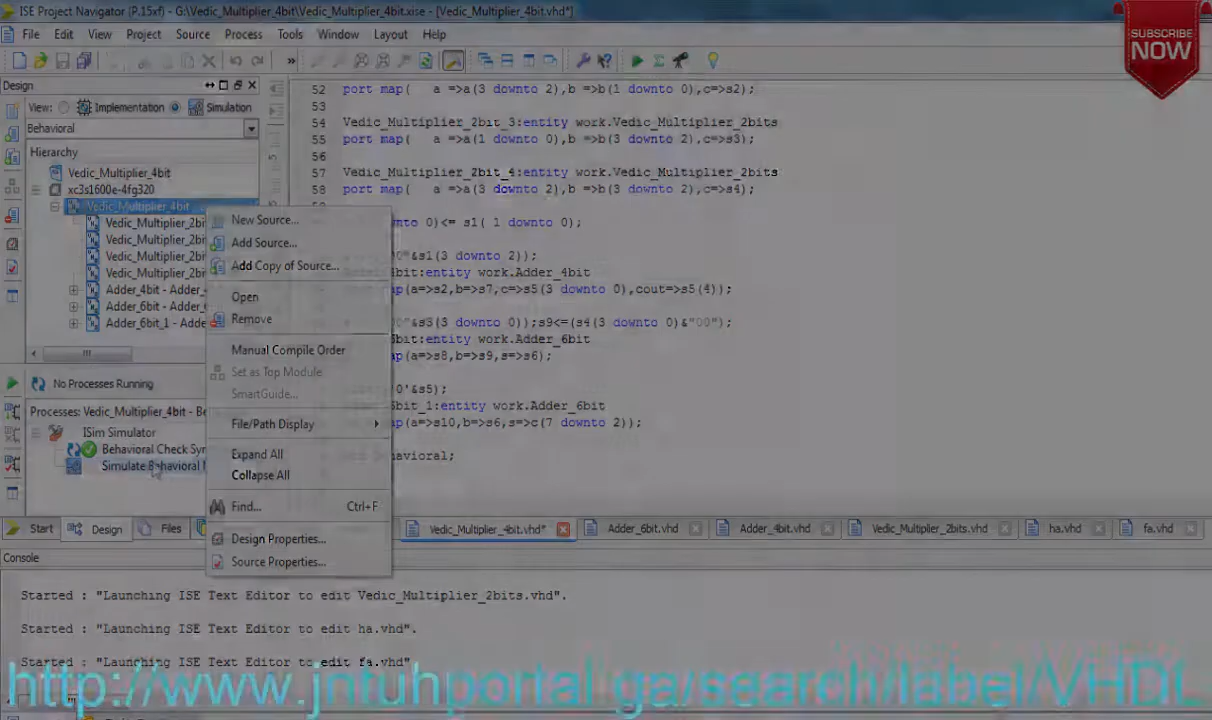 ISE Project Navigator (P.15xf) - G:\Vedic_Multiplier_4bit\Vedic_Multiplier_4bit.xise - [Vedic_Multiplier_4bit.vhd*]
File Edit View Project Source Process Tools Window Layout Help
SUBSCRIBE
NOW
Design
View: Implementation Simulation
Behavioral
Hierarchy
Vedic_Multiplier_4bit
xc3s1600e-4fg320
Vedic_Multiplier_4bit
Vedic_Multiplier_2bi
Vedic_Multiplier_2bi
Vedic_Multiplier_2bi
Vedic_Multiplier_2bi
Adder_4bit - Adder_
Adder_6bit - Adder_
Adder_6bit_1 - Adder_
No Processes Running
Processes: Vedic_Multiplier_4bit - Be
ISim Simulator
Behavioral Check Syn
Simulate Behavioral
New Source...
Add Source...
Add Copy of Source...
Open
Remove
Manual Compile Order
Set as Top Module
SmartGuide...
File/Path Display
Expand All
Collapse All
Find... Ctrl+F
Design Properties...
Source Properties...
52 port map( a =>a(3 downto 2),b =>b(1 downto 0),c=>s2);
53
54 Vedic_Multiplier_2bit_3:entity work.Vedic_Multiplier_2bits
55 port map( a =>a(1 downto 0),b =>b(3 downto 2),c=>s3);
56
57 Vedic_Multiplier_2bit_4:entity work.Vedic_Multiplier_2bits
58 port map( a =>a(3 downto 2),b =>b(3 downto 2),c=>s4);
wnto 0)<= s1( 1 downto 0);
0"&s1(3 downto 2));
4bit:entity work.Adder_4bit
ap(a=>s2,b=>s7,c=>s5(3 downto 0),cout=>s5(4));
00"&s3(3 downto 0));s9<=(s4(3 downto 0)&"00");
6bit:entity work.Adder_6bit
ap(a=>s8,b=>s9,s=>s6);
0'&s5);
6bit_1:entity work.Adder_6bit
ap(a=>s10,b=>s6,s=>c(7 downto 2));
havioral;
Start Design Files Vedic_Multiplier_4bit.vhd* Adder_6bit.vhd Adder_4bit.vhd Vedic_Multiplier_2bits.vhd ha.vhd fa.vhd
Console
Started : "Launching ISE Text Editor to edit Vedic_Multiplier_2bits.vhd".
Started : "Launching ISE Text Editor to edit ha.vhd".
Started : "Launching ISE Text Editor to edit fa.vhd"
http://www.jntuhportal.ga/search/label/VHDL